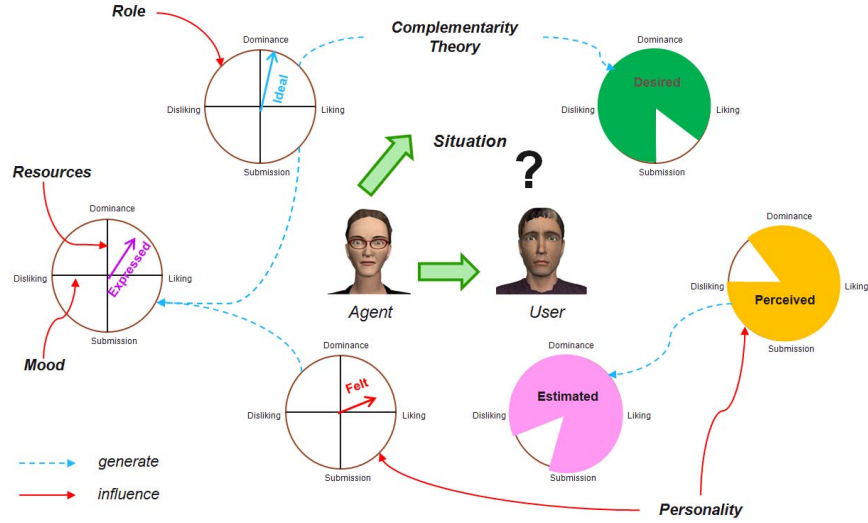 Role
Complementarity
Theory
Dominance
Dominance
Ideal
Desired
Disliking
Liking
Disliking
Liking
Situation
Resources
Submission
?
Submission
Dominance
Expressed
Dominance
Disliking
Liking
Disliking
Perceived
Liking
Agent
User
Submission
Submission
Mood
Dominance
Dominance
Felt
Estimated
Disliking
Liking
Disliking
Liking
generate
Submission
Submission
influence
Personality